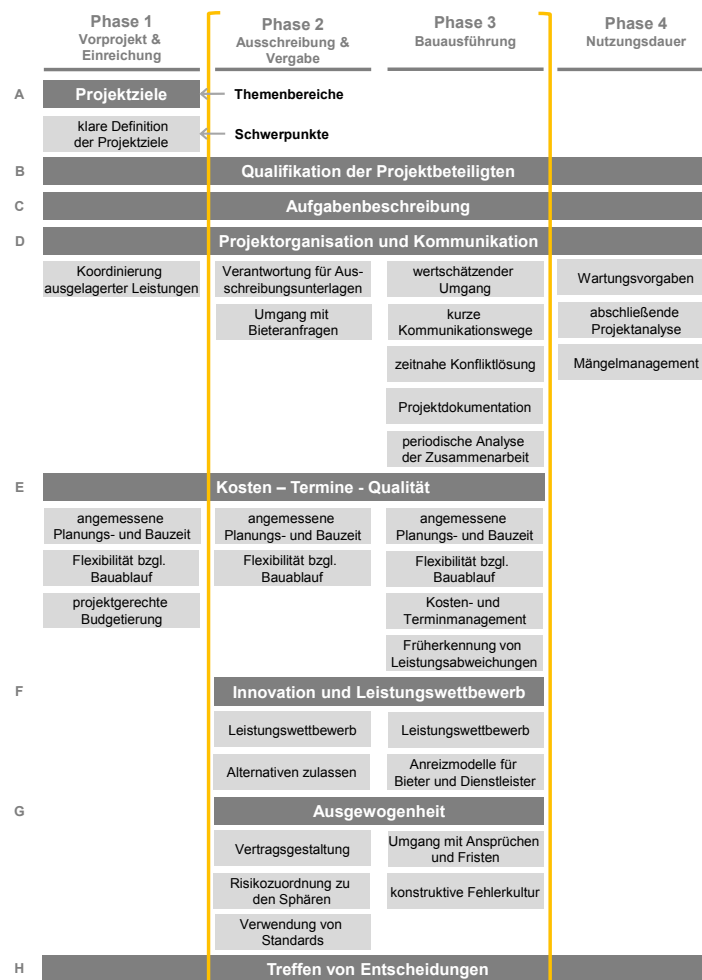 Phase 1
Vorprojekt &
Einreichung
Phase 2
Ausschreibung &
Vergabe
Phase 3
Bauausführung
Phase 4
Nutzungsdauer
A
Projektziele
Themenbereiche
klare Definition
der Projektziele
Schwerpunkte
B
Qualifikation der Projektbeteiligten
C
Aufgabenbeschreibung
D
Projektorganisation und Kommunikation
Koordinierung
ausgelagerter Leistungen
Verantwortung für Aus-
schreibungsunterlagen
Umgang mit
Bieteranfragen
wertschätzender
Umgang
kurze
Kommunikationswege
zeitnahe Konfliktlösung
Projektdokumentation
periodische Analyse
der Zusammenarbeit
Wartungsvorgaben
abschließende
Projektanalyse
Mängelmanagement
E
Kosten – Termine - Qualität
angemessene
Planungs- und Bauzeit
Flexibilität bzgl.
Bauablauf
projektgerechte
Budgetierung
angemessene
Planungs- und Bauzeit
Flexibilität bzgl.
Bauablauf
angemessene
Planungs- und Bauzeit
Flexibilität bzgl.
Bauablauf
Kosten- und
Terminmanagement
Früherkennung von
Leistungsabweichungen
F
Innovation und Leistungswettbewerb
Leistungswettbewerb
Alternativen zulassen
Leistungswettbewerb
Anreizmodelle für
Bieter und Dienstleister
G
Ausgewogenheit
Vertragsgestaltung
Risikozuordnung zu
den Sphären
Verwendung von
Standards
Umgang mit Ansprüchen
und Fristen
konstruktive Fehlerkultur
H
Treffen von Entscheidungen